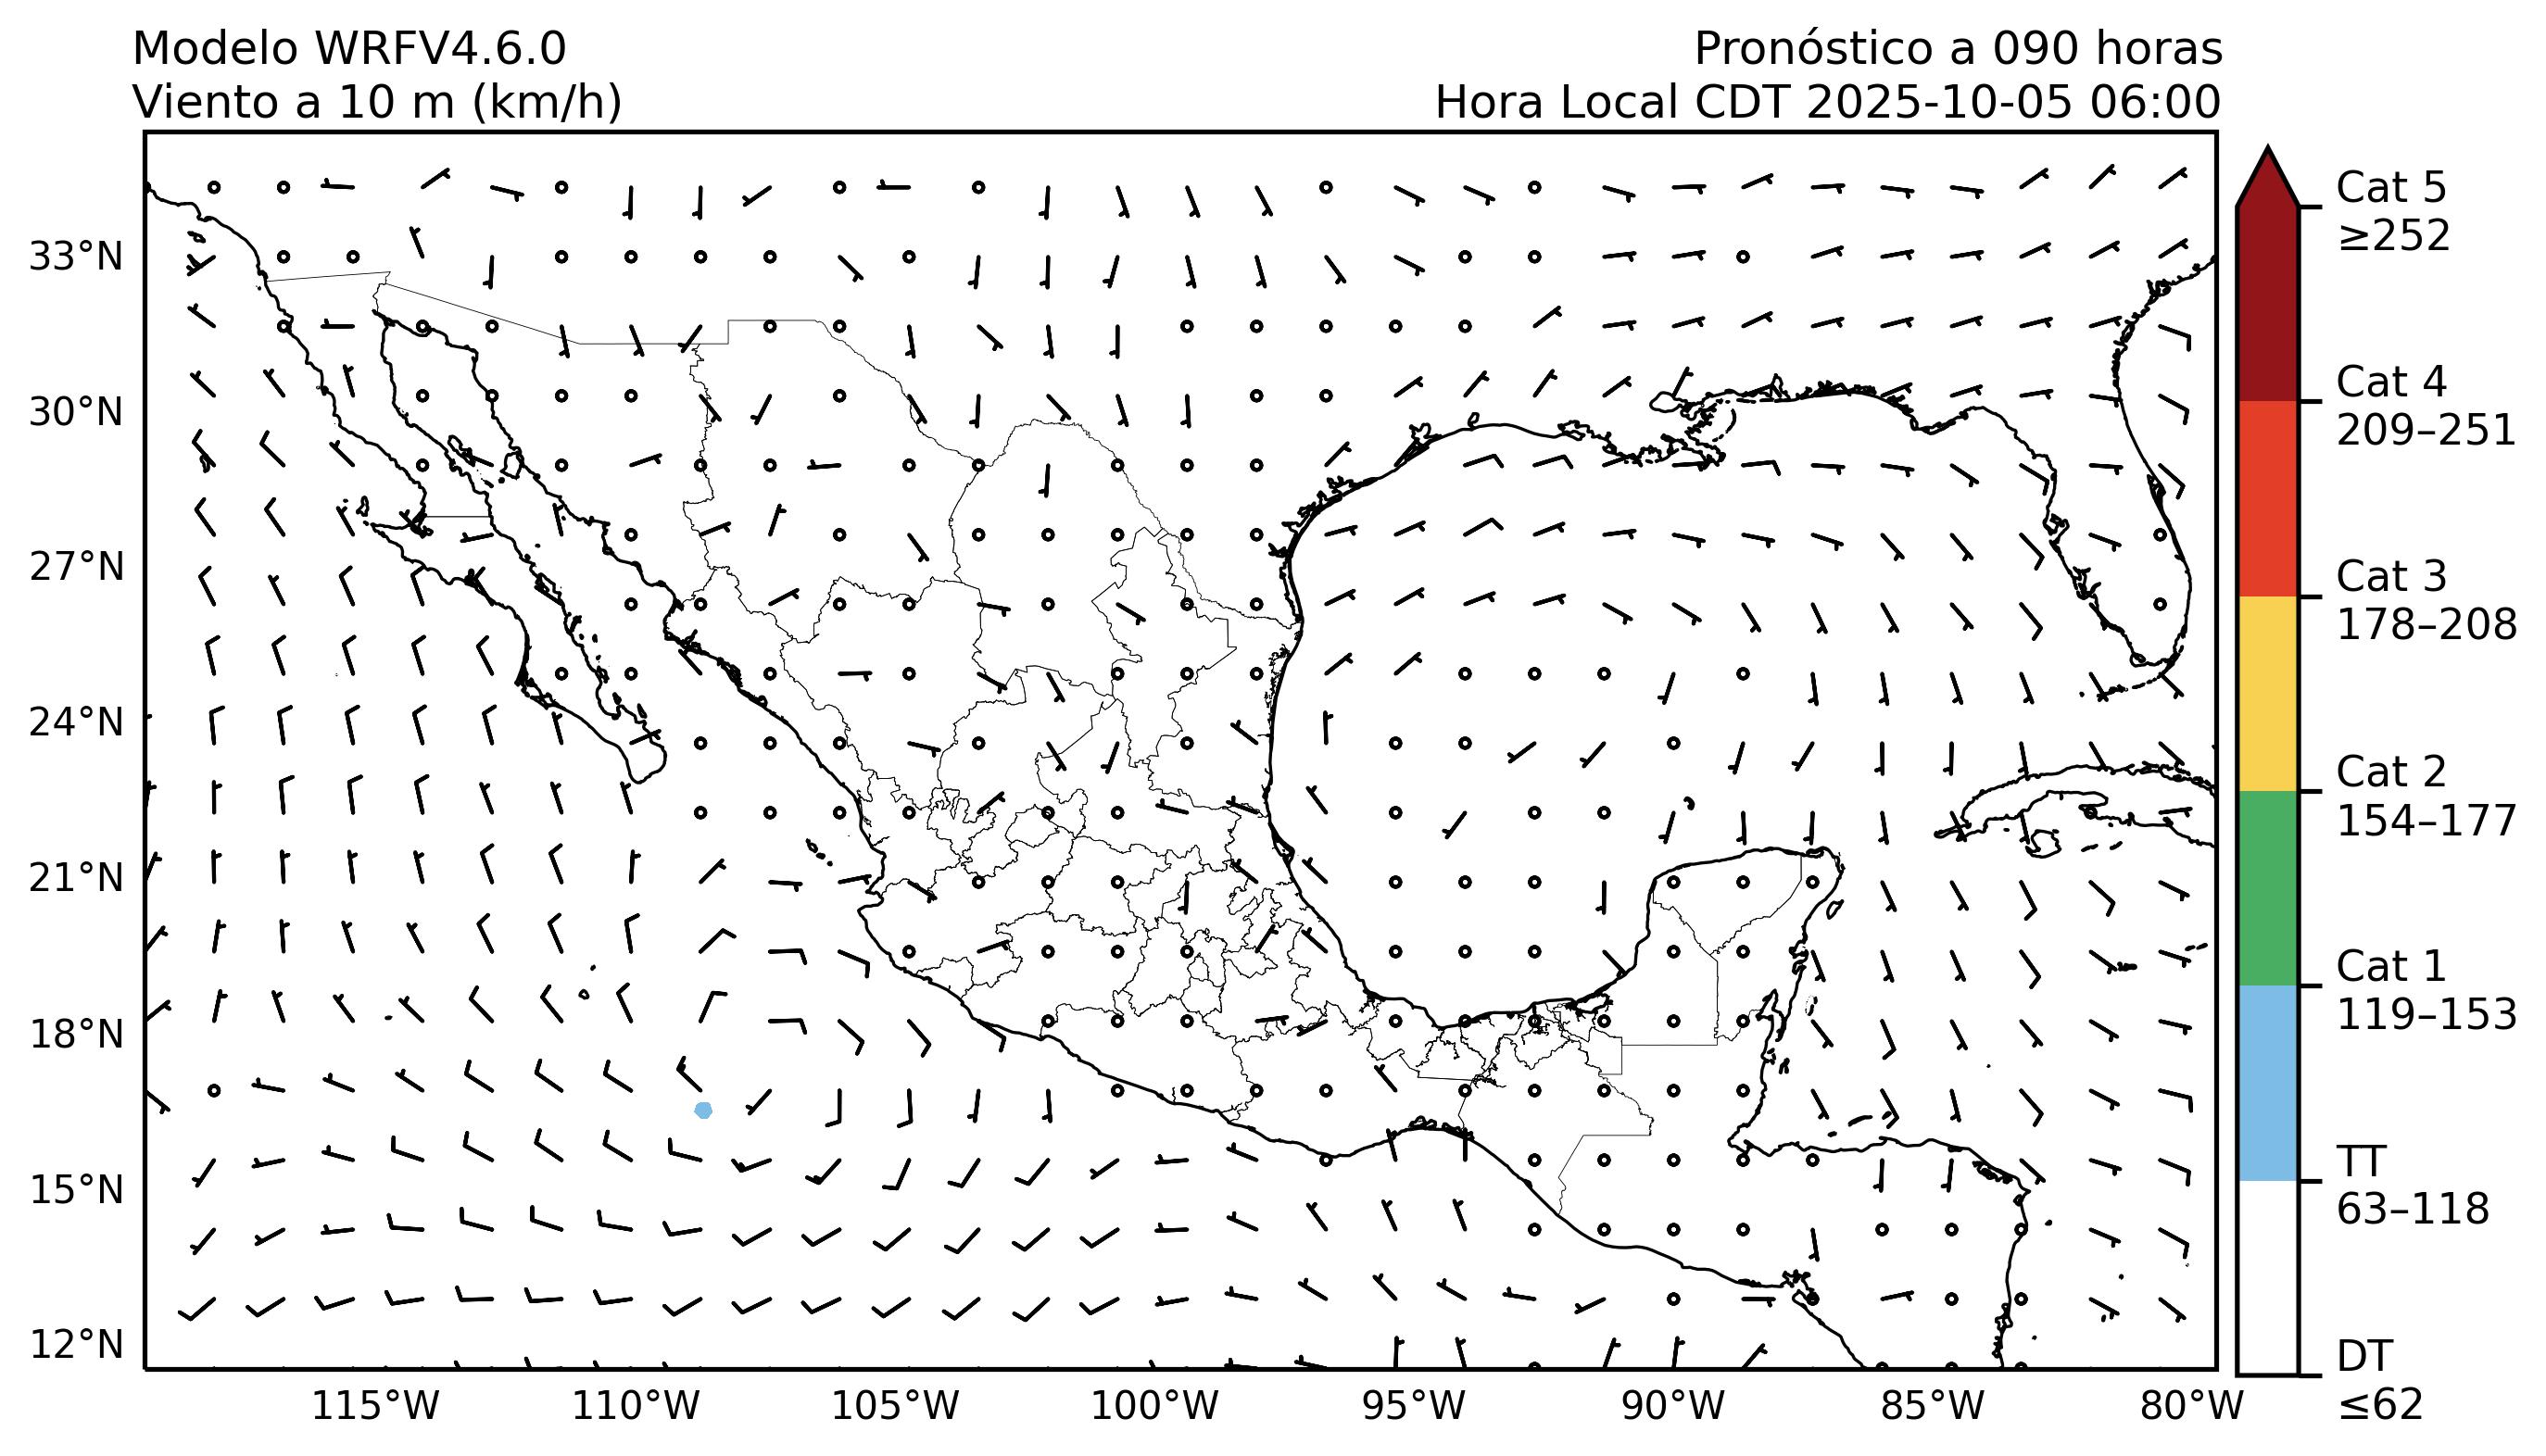 Modelo WRFV4.6.0
Viento a 10 m (km/h)
Pronóstico a 090 horas
Hora Local CDT 2025-10-05 06:00
33°N
30°N
27°N
24°N
21°N
18°N
15°N
12°N
115°W
110°W
105°W
100°W
95°W
90°W
85°W
80°W
Cat 5
≥252
Cat 4
209–251
Cat 3
178–208
Cat 2
154–177
Cat 1
119–153
TT
63–118
DT
≤62